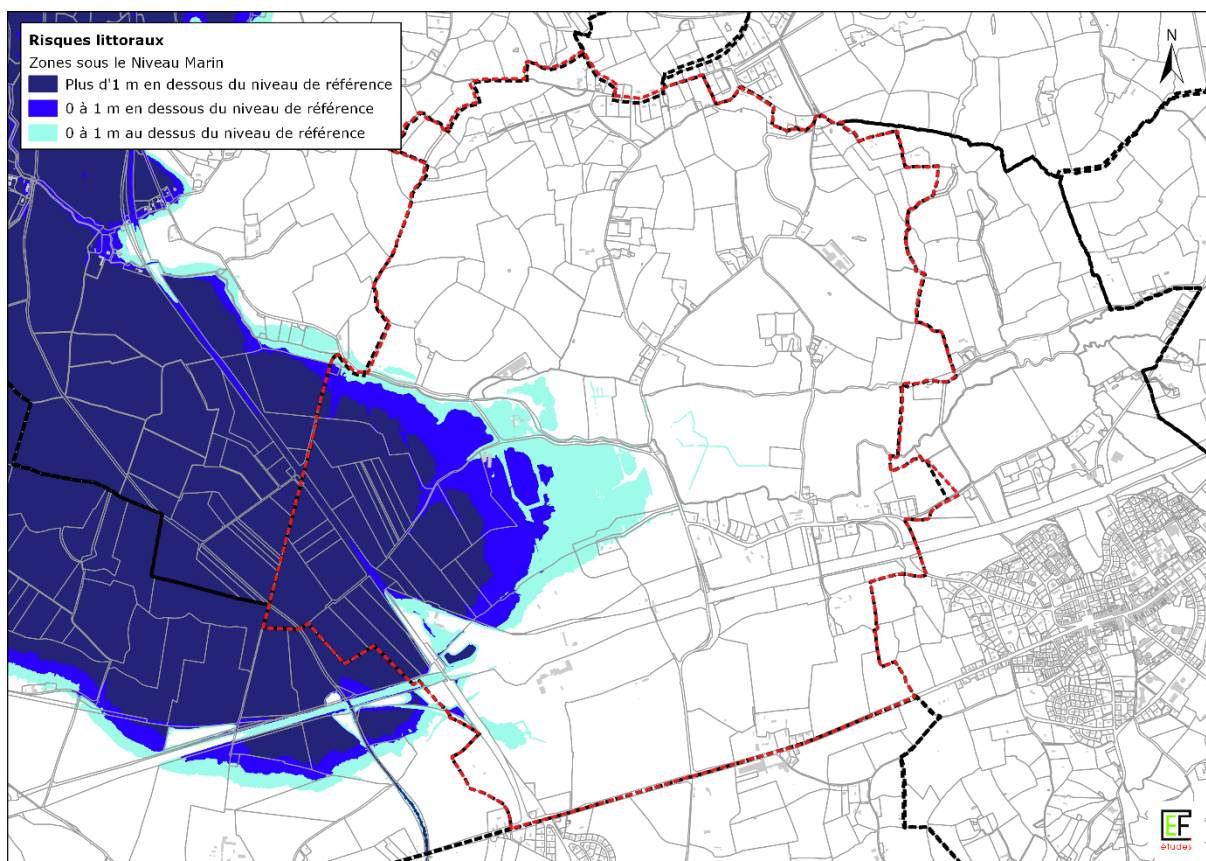 Risques littoraux
Zones sous le Niveau Marin
Plus d'1 m en dessous du niveau de référence
0 à 1 m en dessous du niveau de référence
0 à 1 m au dessus du niveau de référence
N
EF
études